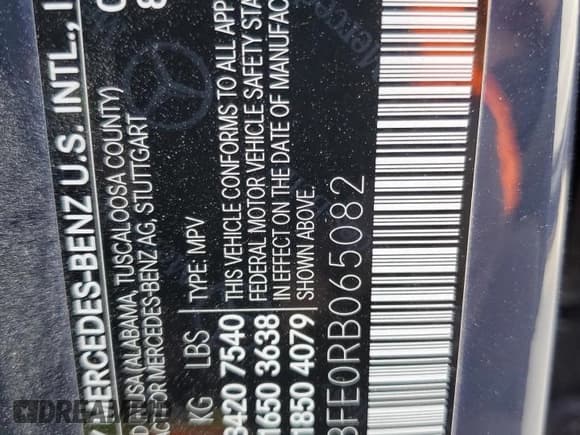 MERCEDES-BENZ U.S. INTL., I
USA (ALABAMA, TUSCALOOSA COUNTY)
FOR MERCEDES-BENZ AG, STUTTGART
KG LBS TYPE: MPV
3420 7540 THIS VEHICLE CONFORMS TO ALL APP
FEDERAL MOTOR VEHICLE SAFETY STA
1650 3638 IN EFFECT ON THE DATE OF MANUFAC
1850 4079 SHOWN ABOVE.
FE0RB065082